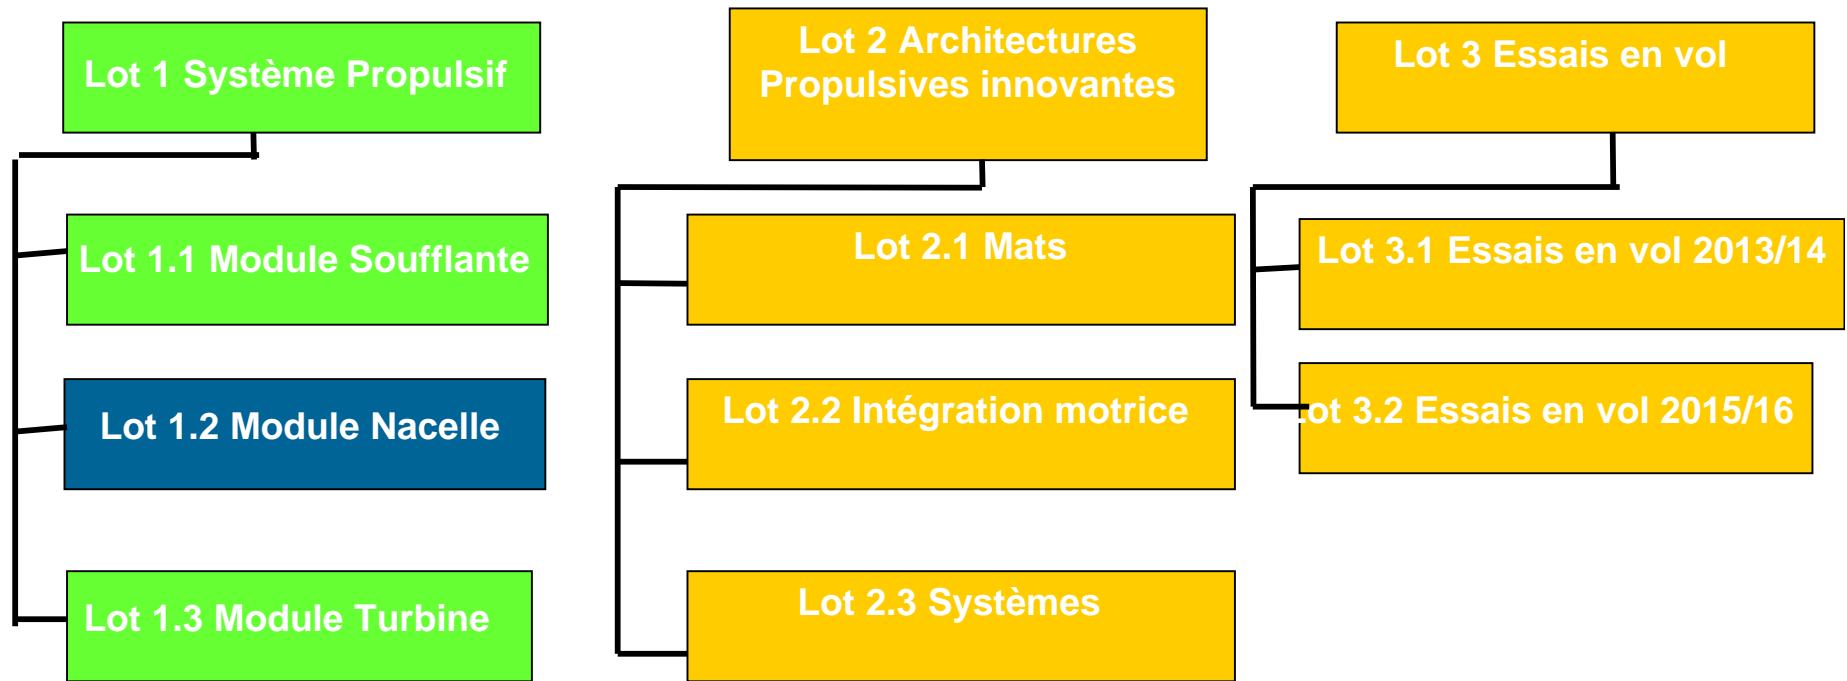 Lot 1 Système Propulsif
Lot 1.1 Module Soufflante
Lot 1.2 Module Nacelle
Lot 1.3 Module Turbine
Lot 2 Architectures
Propulsives innovantes
Lot 2.1 Mats
Lot 2.2 Intégration motrice
Lot 2.3 Systèmes
Lot 3 Essais en vol
Lot 3.1 Essais en vol 2013/14
Lot 3.2 Essais en vol 2015/16